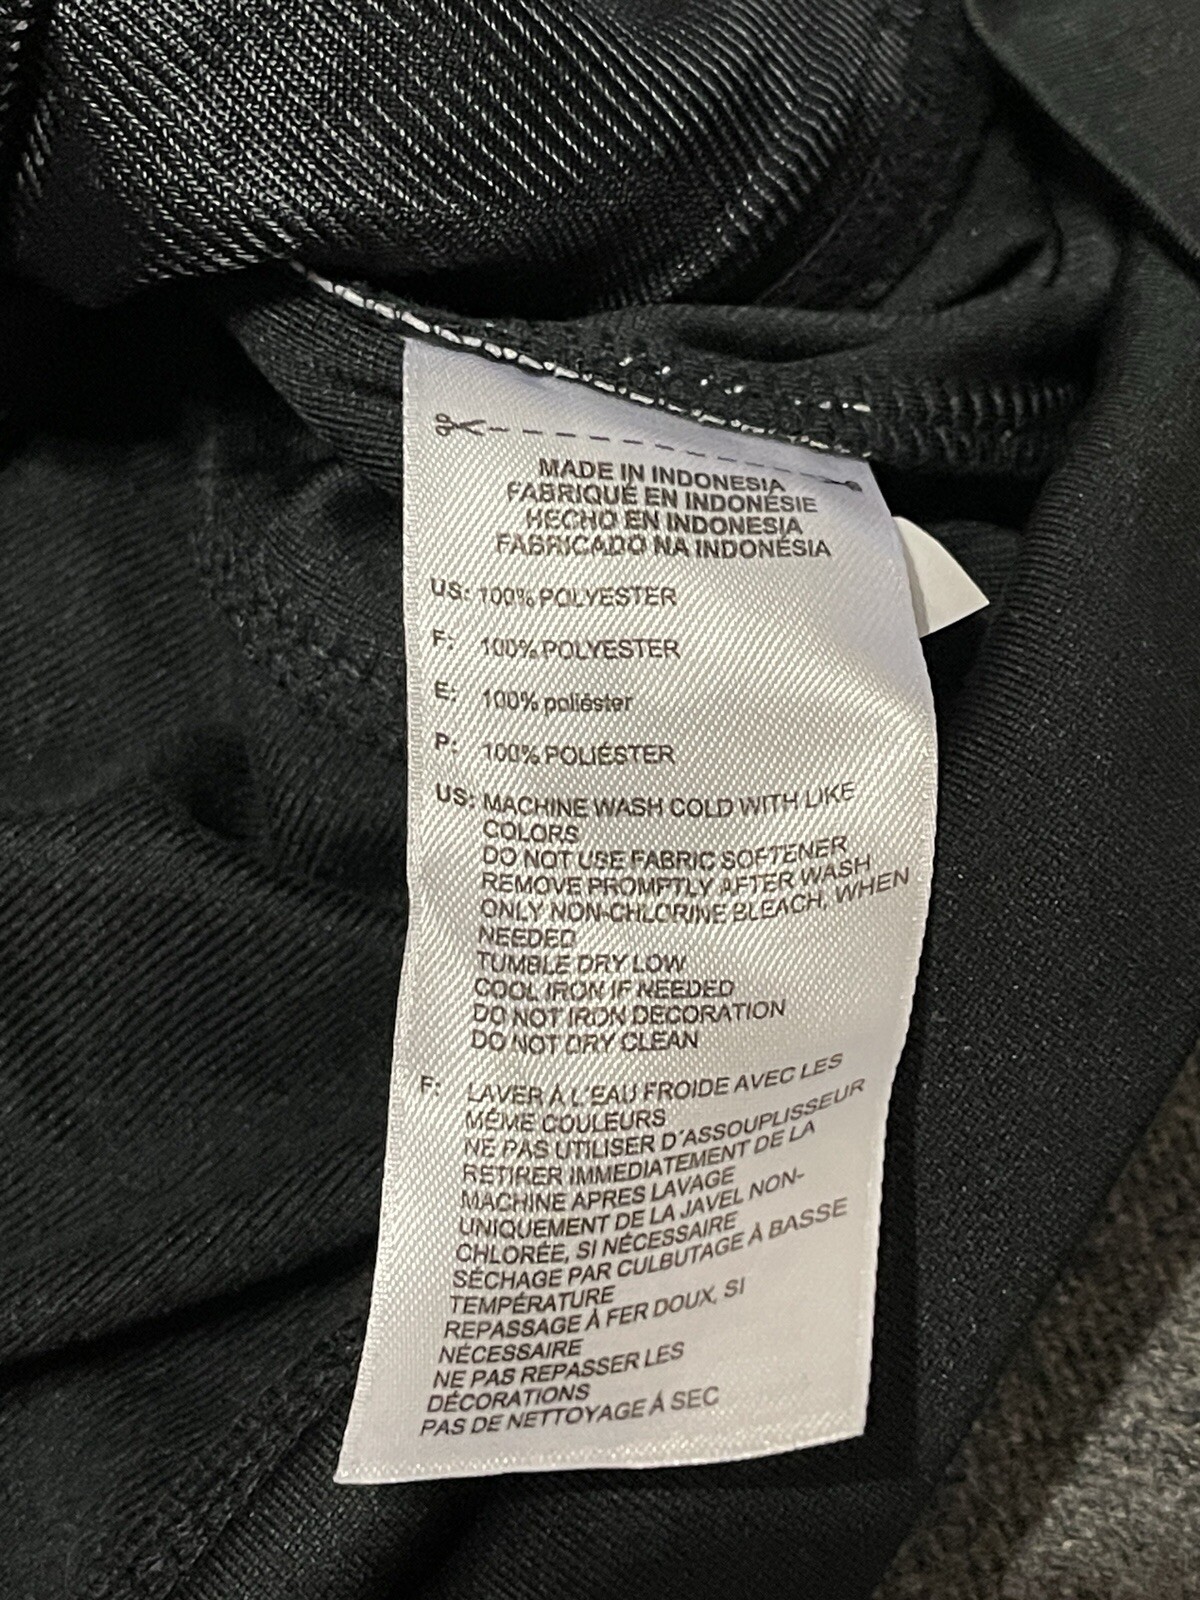 MADE IN INDONESIA
FABRIQUÉ EN INDONÉSIE
HECHO EN INDONESIA
FABRICADO NA INDONÉSIA
US: 100% POLYESTER
F: 100% POLYESTER
E: 100% poliéster
P: 100% POLIÉSTER
US: MACHINE WASH COLD WITH LIKE
COLORS
DO NOT USE FABRIC SOFTENER
REMOVE PROMPTLY AFTER WASH
ONLY NON-CHLORINE BLEACH, WHEN
NEEDED
TUMBLE DRY LOW
COOL IRON IF NEEDED
DO NOT IRON DECORATION
DO NOT DRY CLEAN
F: LAVER À L'EAU FROIDE AVEC LES
MÊME COULEURS
NE PAS UTILISER D'ASSOUPLISSEUR
RETIRER IMMEDIATEMENT DE LA
MACHINE APRES LAVAGE
UNIQUEMENT DE LA JAVEL NON-
CHLORÉE, SI NÉCESSAIRE
SÉCHAGE PAR CULBUTAGE À BASSE
TEMPÉRATURE
REPASSAGE À FER DOUX, SI
NÉCESSAIRE
NE PAS REPASSER LES
DÉCORATIONS
PAS DE NETTOYAGE À SEC